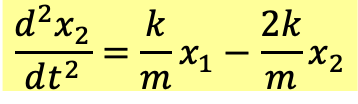 d²x₂/dt² = k/m x₁ − 2k/m x₂